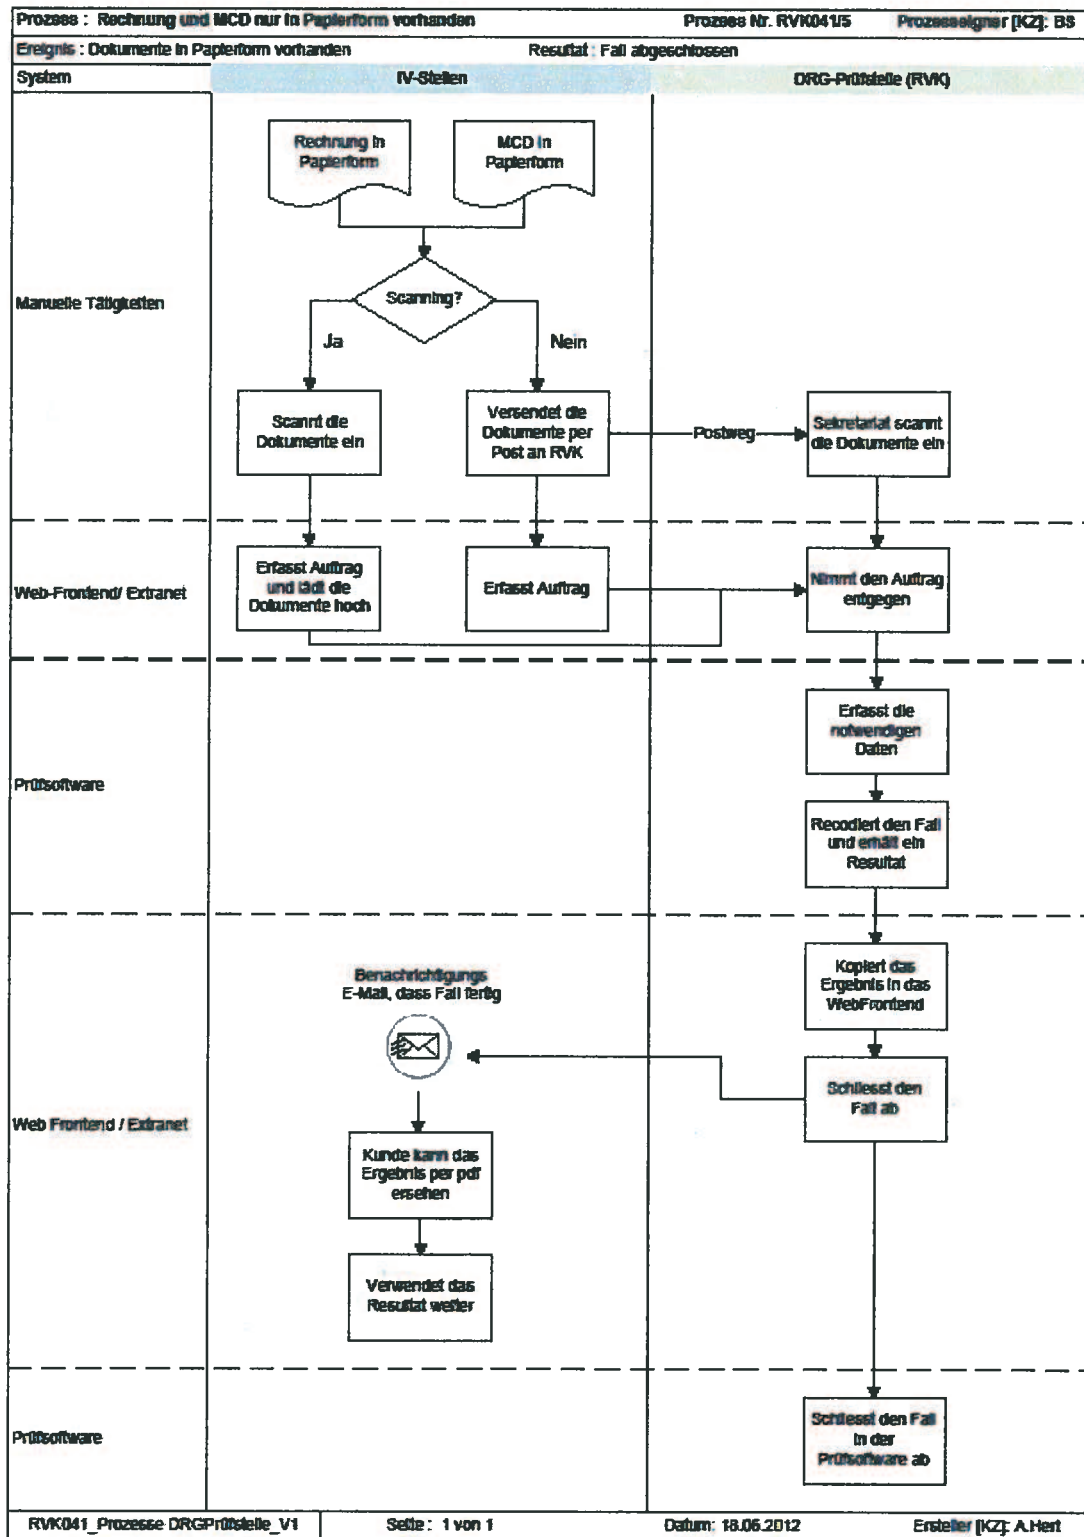 Prozess : Rechnung und MCD nur in Papierform vorhanden Prozess Nr. RVK041/5 Prozesseigner [KZ]: BS
Ereignis : Dokumente in Papierform vorhanden Resultat : Fall abgeschlossen
System IV-Stellen DRG-Prüfstelle (RVK)
Rechnung in
Papierform
MCD in
Papierform
Manuelle Tätigkeiten
Scanning?
Ja
Nein
Scannt die
Dokumente ein
Versendet die
Dokumente per
Post an RVK
Postweg
Sekretariat scannt
die Dokumente ein
Web-Frontend/ Extranet
Erfasst Auftrag
und lädt die
Dokumente hoch
Erfasst Auftrag
Nimmt den Auftrag
entgegen
Prüfsoftware
Erfasst die
notwendigen
Daten
Recodiert den Fall
und erhält ein
Resultat
Web Frontend / Extranet
Kopiert das
Ergebnis in das
WebFrontend
Benachrichtigungs
E-Mail, dass Fall fertig
Schliesst den
Fall ab
Kunde kann das
Ergebnis per pdf
ersehen
Verwendet das
Resultat weiter
Prüfsoftware
Schliesst den Fall
in der
Prüfsoftware ab
RVK041_Prozesse DRGPrüfstelle_V1 Seite : 1 von 1 Datum: 18.06.2012 Ersteller [KZ]: A.Hert